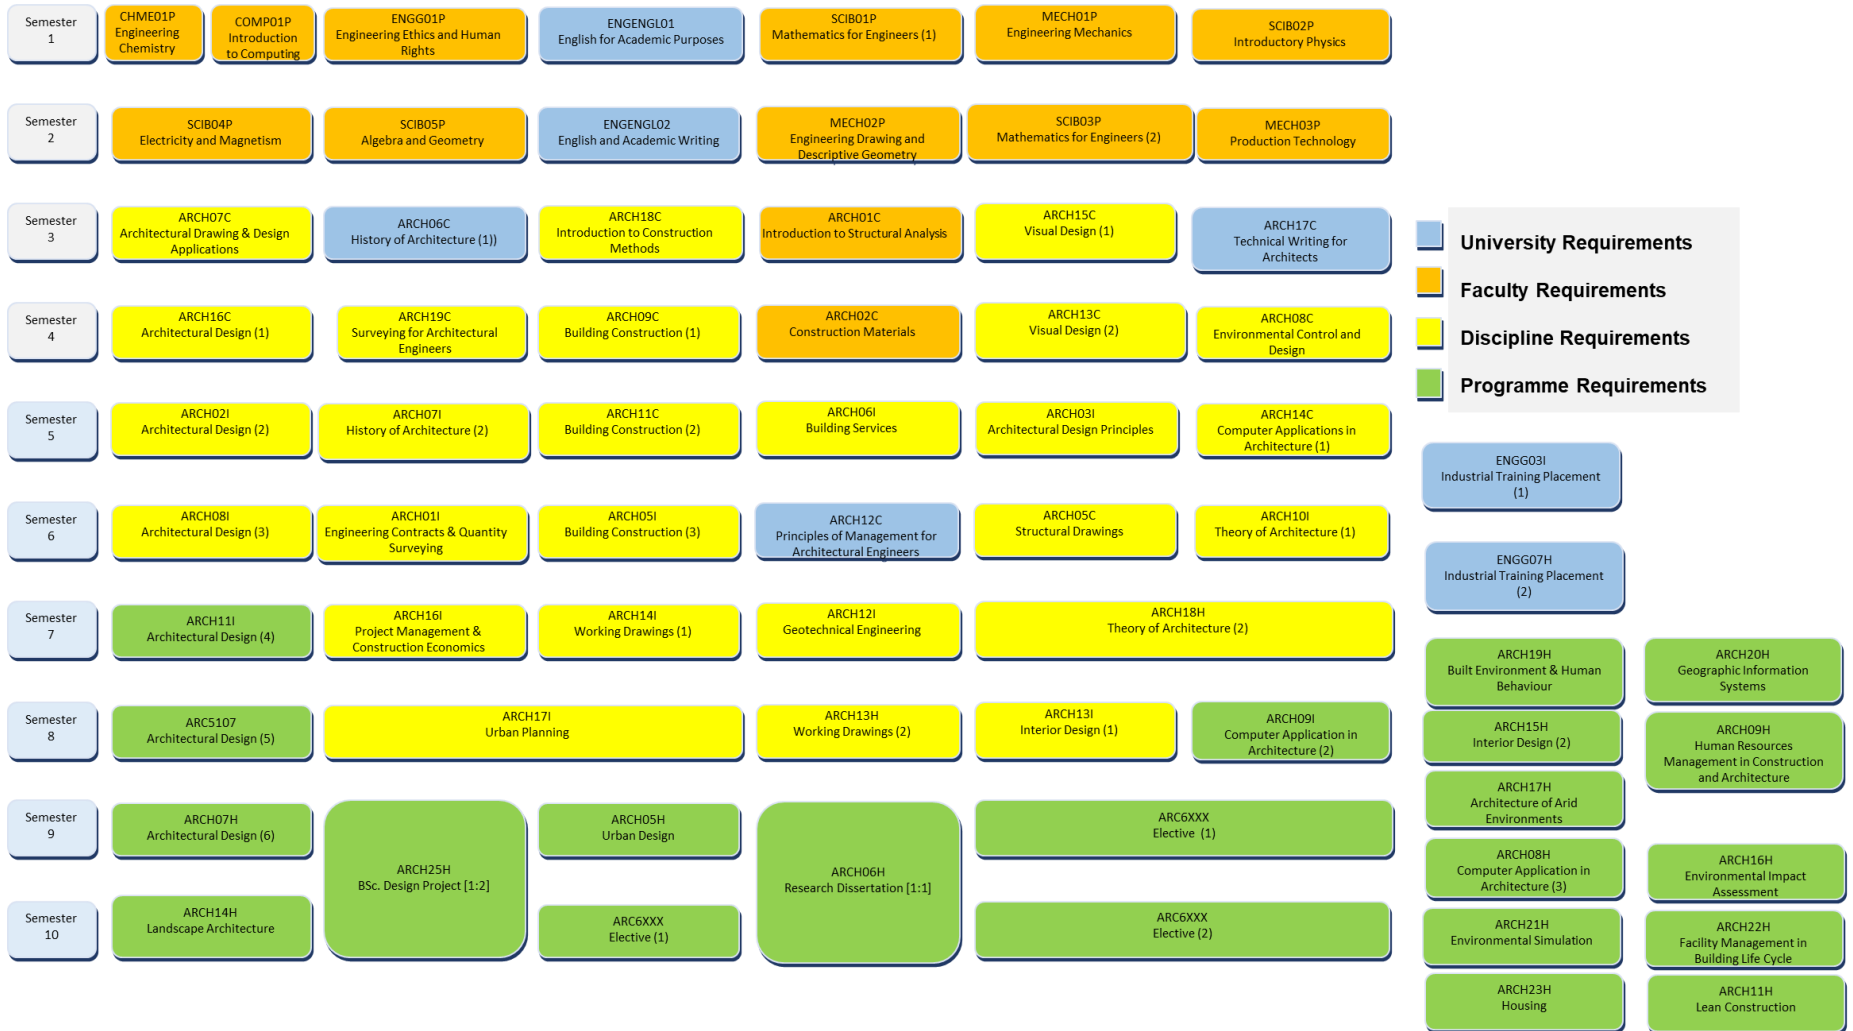 Semester
1
CHME01P
Engineering
Chemistry
COMP01P
Introduction
to Computing
ENGG01P
Engineering Ethics and Human
Rights
ENGENGL01
English for Academic Purposes
SCIB01P
Mathematics for Engineers (1)
MECH01P
Engineering Mechanics
SCIB02P
Introductory Physics
Semester
2
SCIB04P
Electricity and Magnetism
SCIB05P
Algebra and Geometry
ENGENGL02
English and Academic Writing
MECH02P
Engineering Drawing and
Descriptive Geometry
SCIB03P
Mathematics for Engineers (2)
MECH03P
Production Technology
Semester
3
ARCH07C
Architectural Drawing & Design
Applications
ARCH06C
History of Architecture (1))
ARCH18C
Introduction to Construction
Methods
ARCH01C
Introduction to Structural Analysis
ARCH15C
Visual Design (1)
ARCH17C
Technical Writing for
Architects
Semester
4
ARCH16C
Architectural Design (1)
ARCH19C
Surveying for Architectural
Engineers
ARCH09C
Building Construction (1)
ARCH02C
Construction Materials
ARCH13C
Visual Design (2)
ARCH08C
Environmental Control and
Design
Semester
5
ARCH02I
Architectural Design (2)
ARCH07I
History of Architecture (2)
ARCH11C
Building Construction (2)
ARCH06I
Building Services
ARCH03I
Architectural Design Principles
ARCH14C
Computer Applications in
Architecture (1)
Semester
6
ARCH08I
Architectural Design (3)
ARCH01I
Engineering Contracts & Quantity
Surveying
ARCH05I
Building Construction (3)
ARCH12C
Principles of Management for
Architectural Engineers
ARCH05C
Structural Drawings
ARCH10I
Theory of Architecture (1)
Semester
7
ARCH11I
Architectural Design (4)
ARCH16I
Project Management &
Construction Economics
ARCH14I
Working Drawings (1)
ARCH12I
Geotechnical Engineering
ARCH18H
Theory of Architecture (2)
Semester
8
ARC5107
Architectural Design (5)
ARCH17I
Urban Planning
ARCH13H
Working Drawings (2)
ARCH13I
Interior Design (1)
ARCH09I
Computer Application in
Architecture (2)
Semester
9
ARCH07H
Architectural Design (6)
ARCH25H
BSc. Design Project [1:2]
ARCH05H
Urban Design
ARCH06H
Research Dissertation [1:1]
ARC6XXX
Elective (1)
Semester
10
ARCH14H
Landscape Architecture
ARC6XXX
Elective (1)
ARC6XXX
Elective (2)
University Requirements
Faculty Requirements
Discipline Requirements
Programme Requirements
ENGG03I
Industrial Training Placement
(1)
ENGG07H
Industrial Training Placement
(2)
ARCH19H
Built Environment & Human
Behaviour
ARCH20H
Geographic Information
Systems
ARCH15H
Interior Design (2)
ARCH09H
Human Resources
Management in Construction
and Architecture
ARCH17H
Architecture of Arid
Environments
ARCH08H
Computer Application in
Architecture (3)
ARCH16H
Environmental Impact
Assessment
ARCH21H
Environmental Simulation
ARCH22H
Facility Management in
Building Life Cycle
ARCH23H
Housing
ARCH11H
Lean Construction